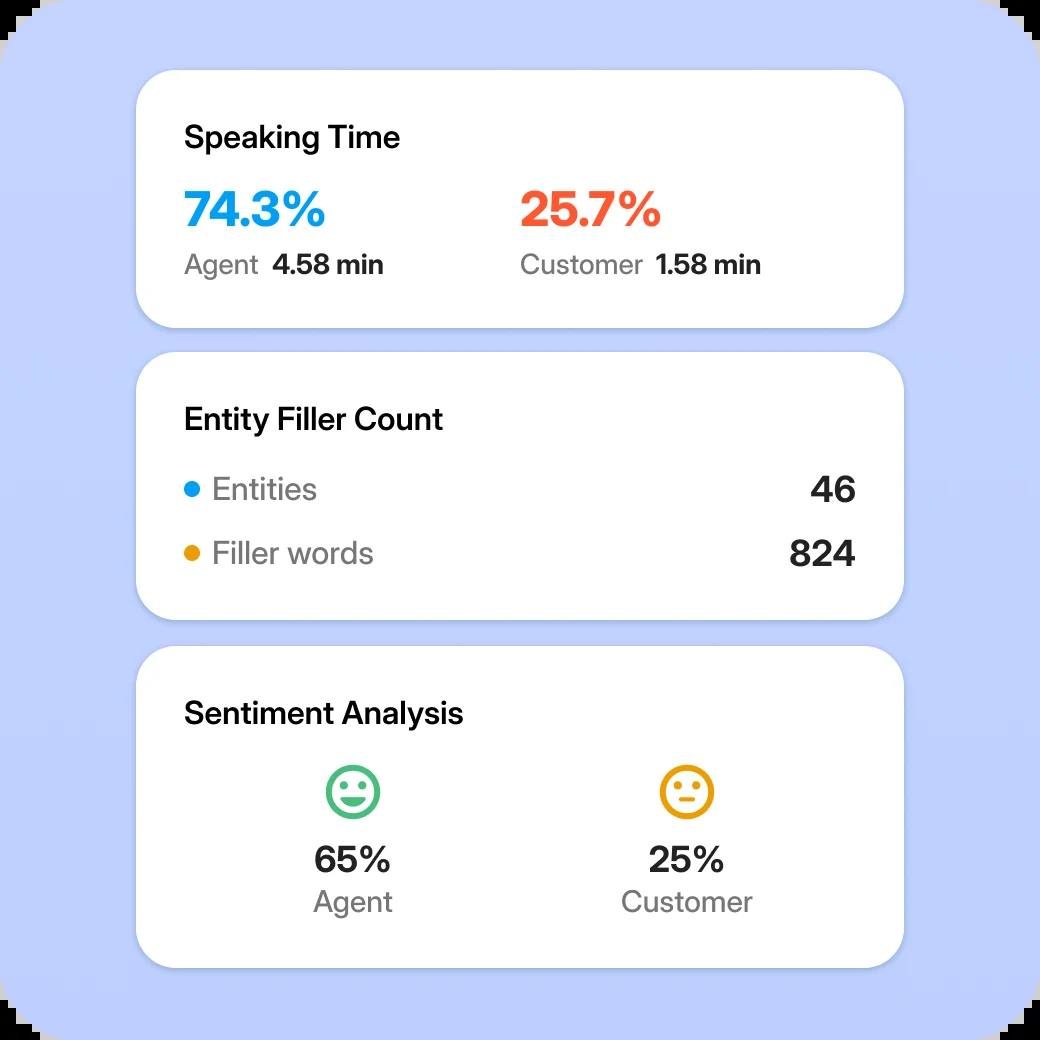 Speaking Time
74.3% 25.7%
Agent 4.58 min Customer 1.58 min
Entity Filler Count
Entities 46
Filler words 824
Sentiment Analysis
65% 25%
Agent Customer